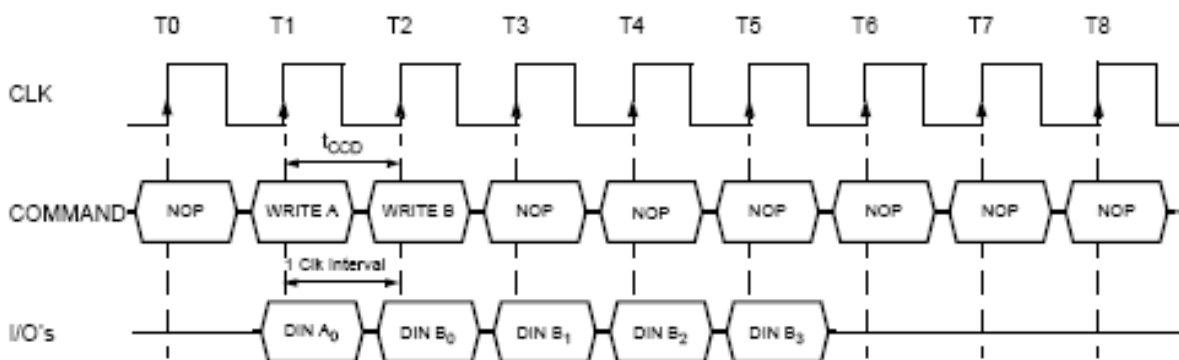 T0 T1 T2 T3 T4 T5 T6 T7 T8
CLK
tCCD
COMMAND NOP WRITE A WRITE B NOP NOP NOP NOP NOP NOP
1 Clk Interval
I/O's DIN A0 DIN B0 DIN B1 DIN B2 DIN B3